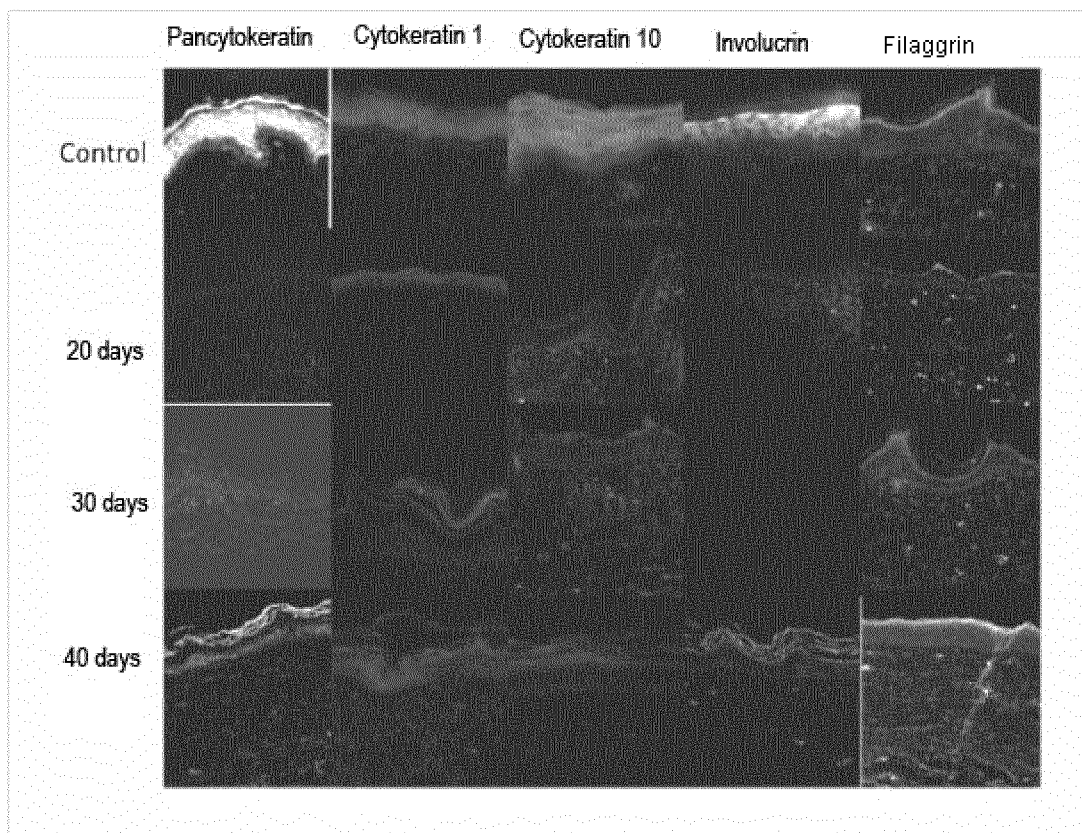 Pancytokeratin Cytokeratin 1 Cytokeratin 10 Involucrin Filaggrin
Control
20 days
30 days
40 days